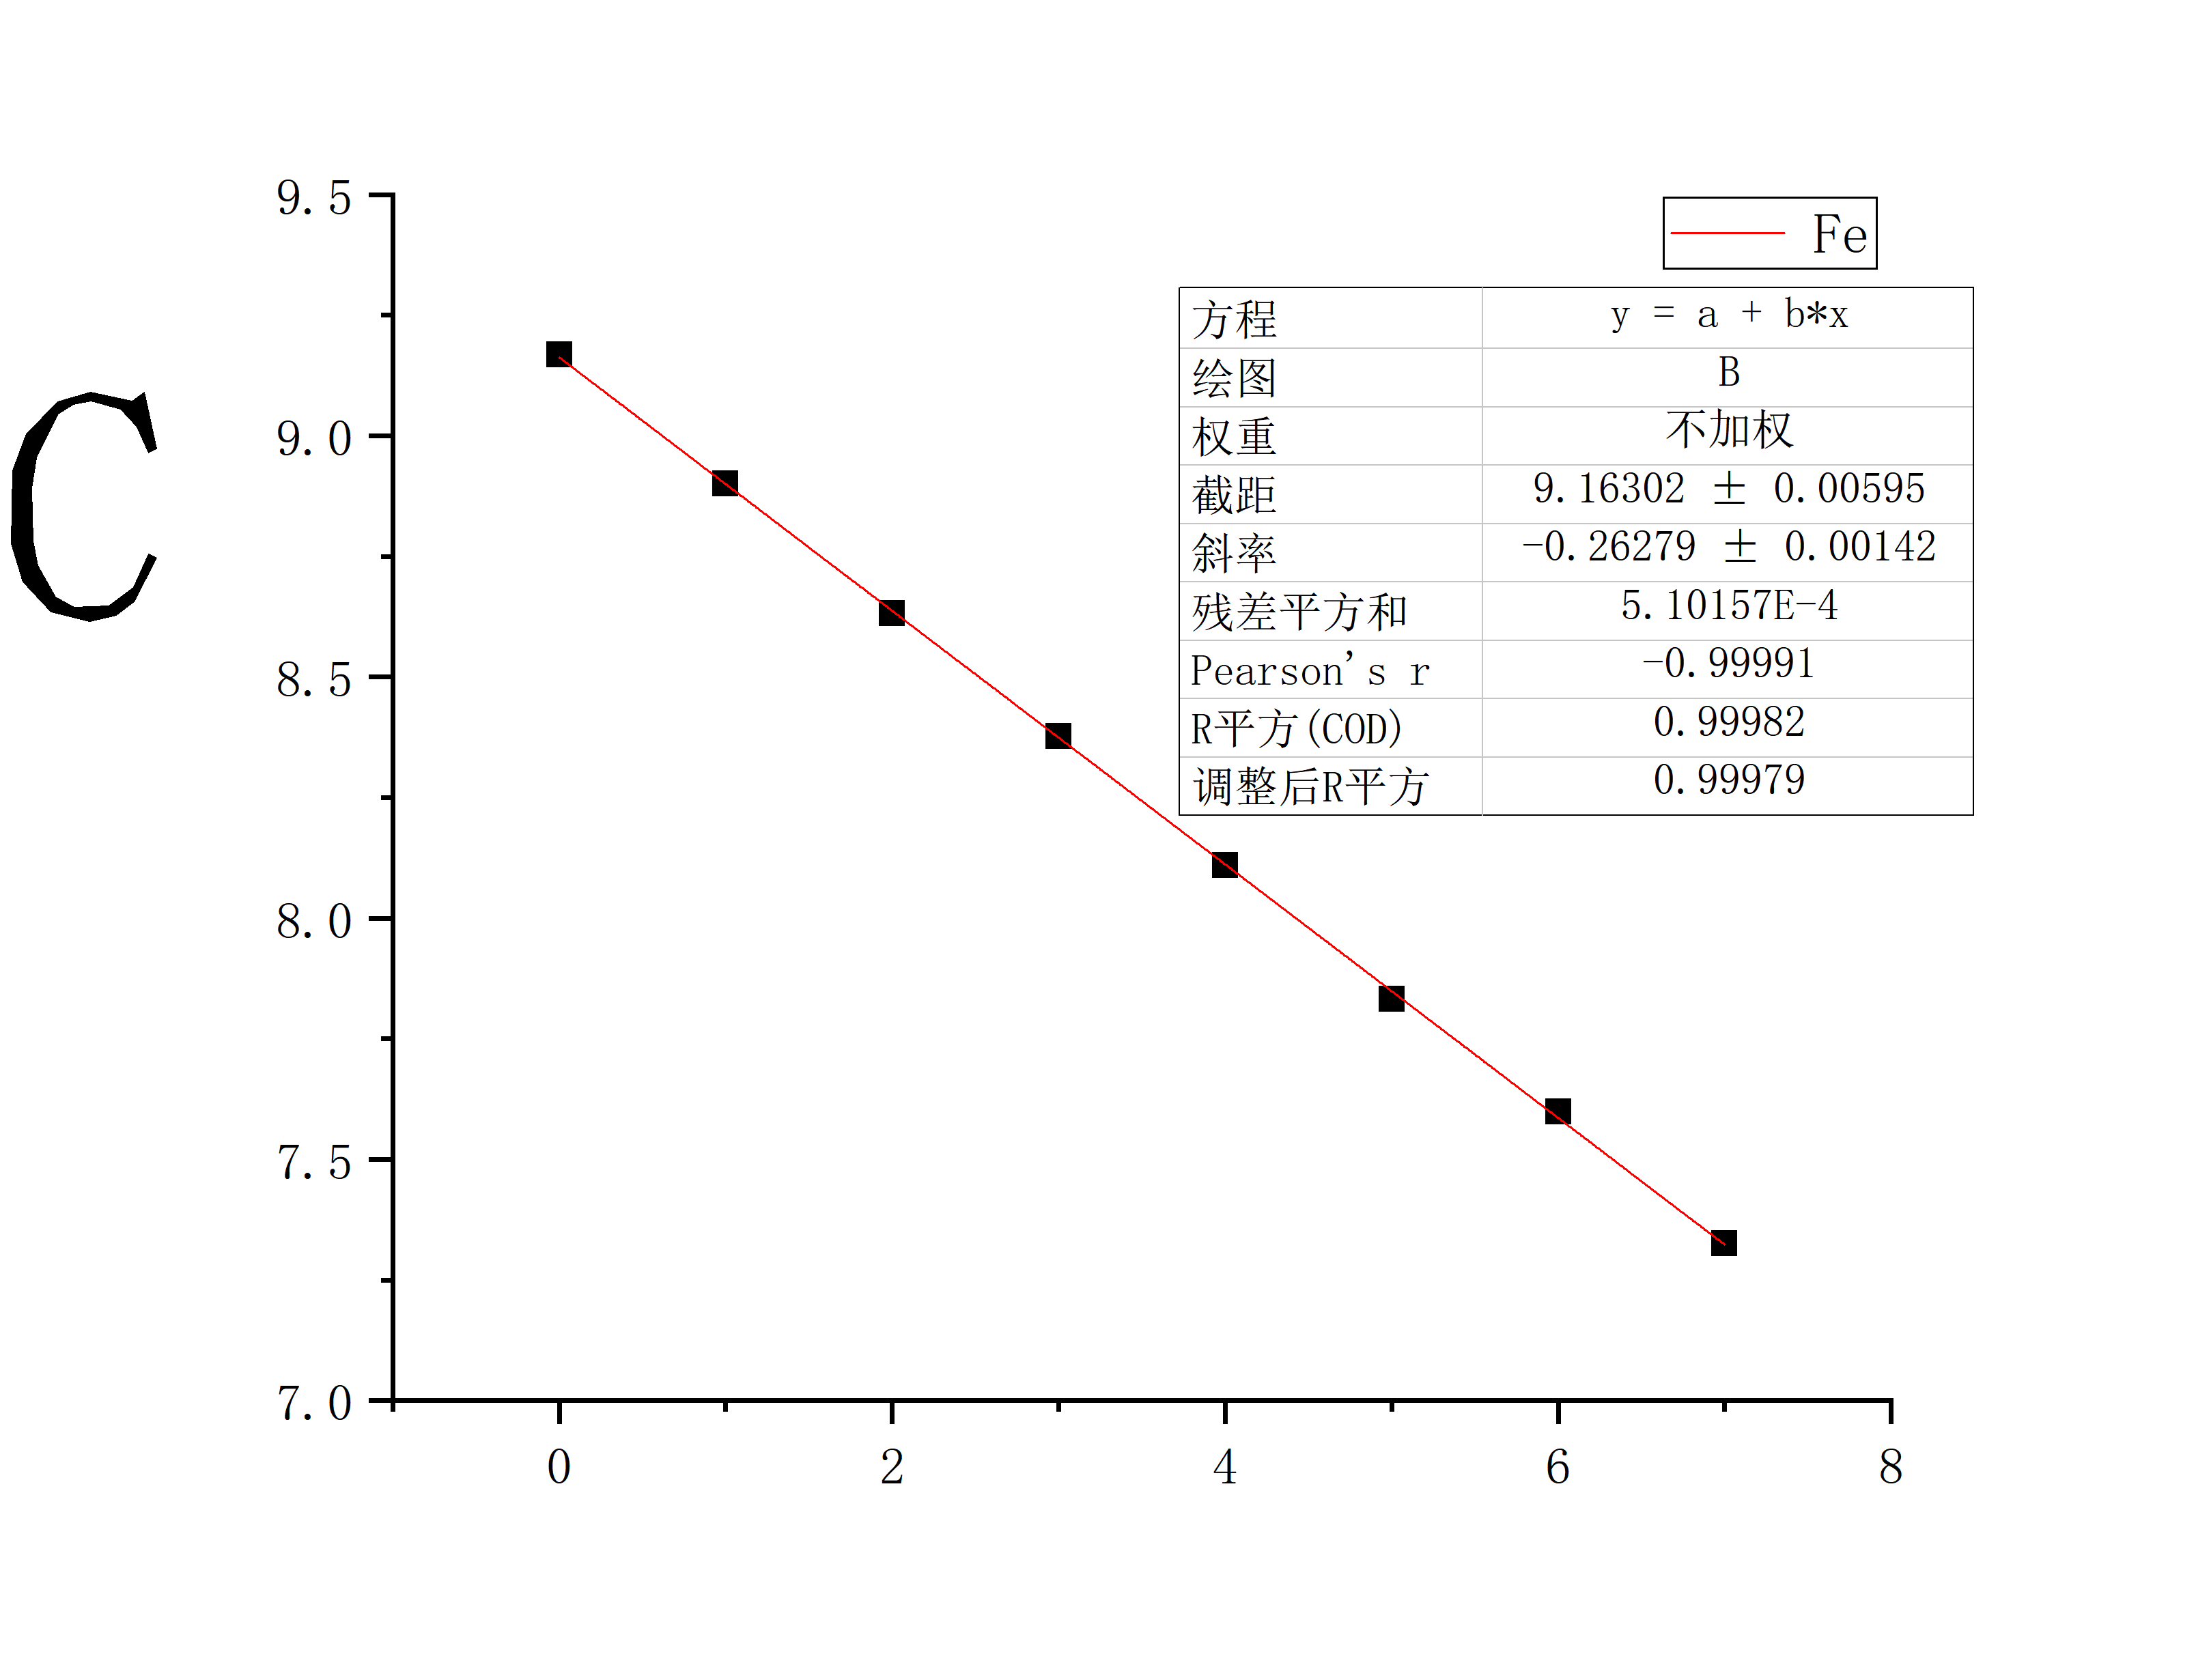 C
9.5
9.0
8.5
8.0
7.5
7.0
0 2 4 6 8
Fe
方程 y = a + b*x
绘图 B
权重 不加权
截距 9.16302 ± 0.00595
斜率 -0.26279 ± 0.00142
残差平方和 5.10157E-4
Pearson's r -0.99991
R平方(COD) 0.99982
调整后R平方 0.99979